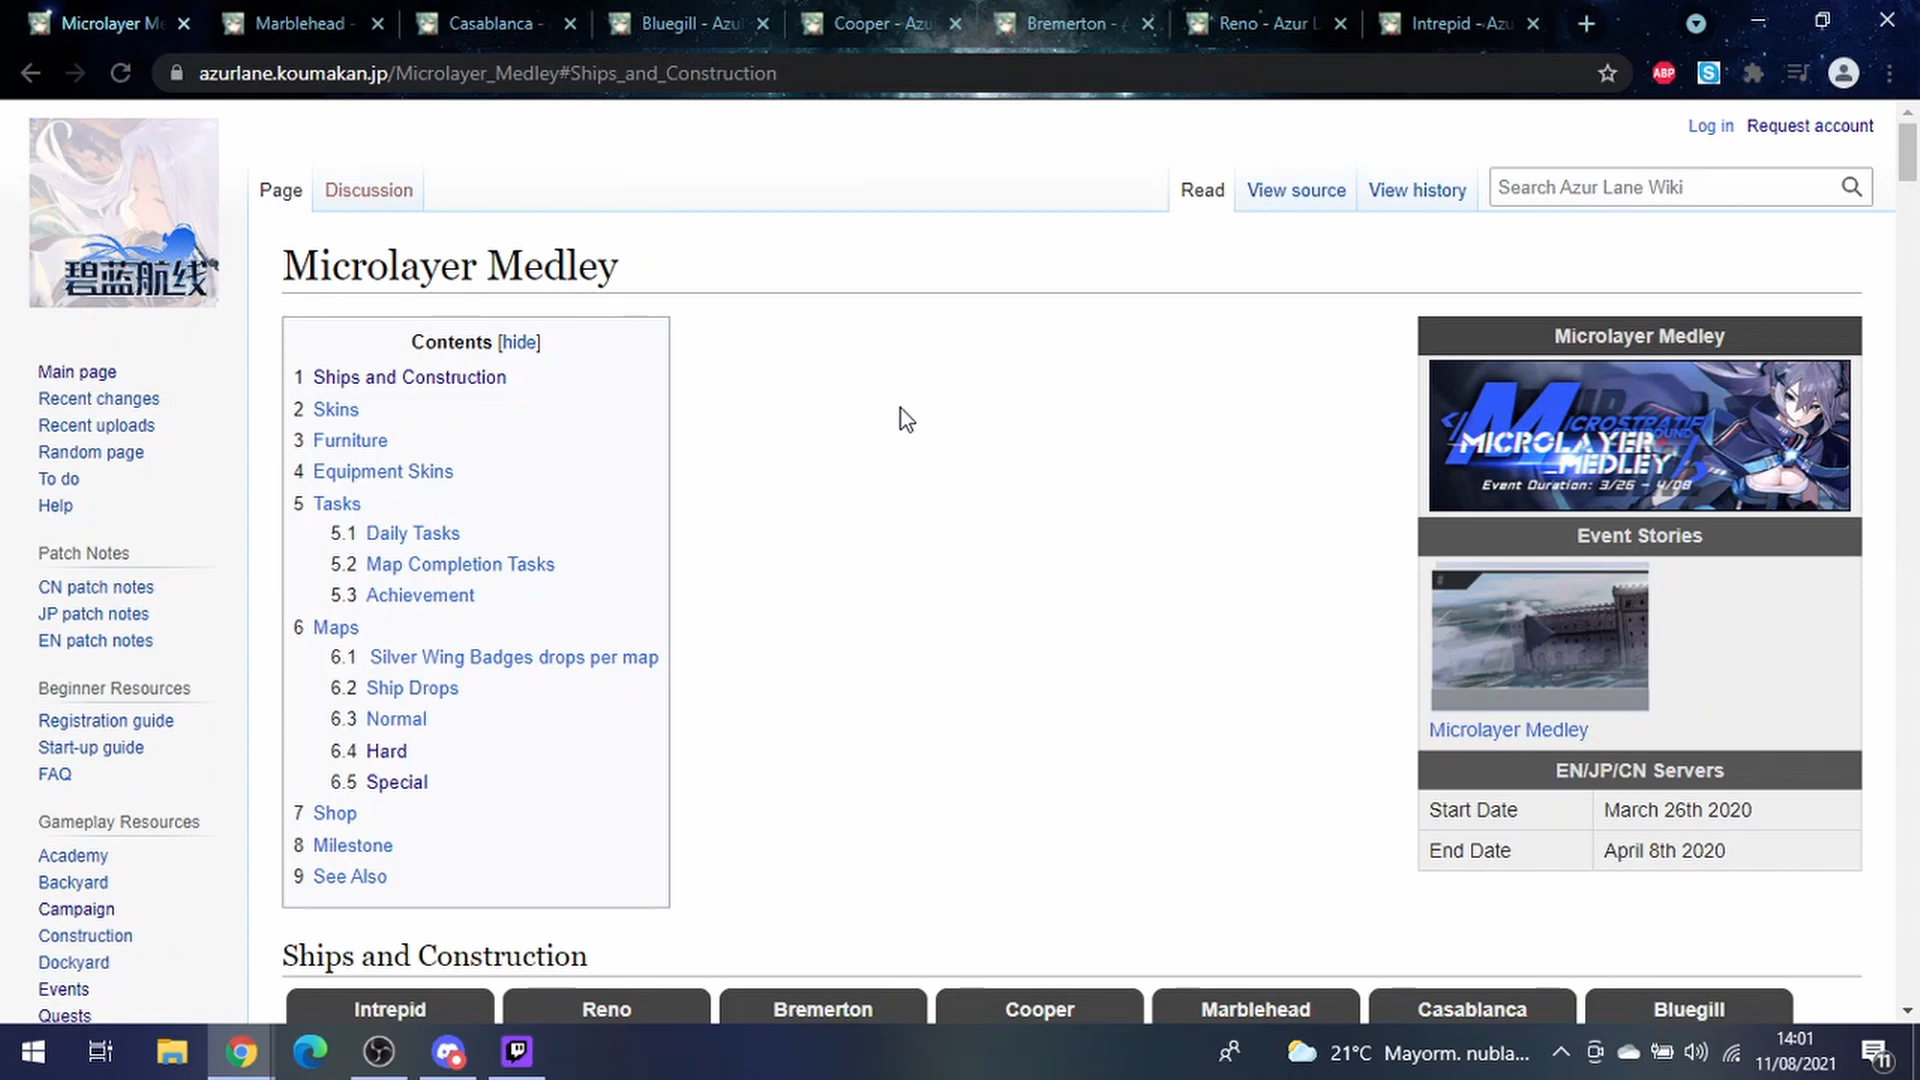 Microlayer Me
Marblehead -
Casablanca -
Bluegill - Azu
Cooper - Azu
Bremerton -
Reno - Azur L
Intrepid - Azu
azurlane.koumakan.jp/Microlayer_Medley#Ships_and_Construction
ABP
S
Log in Request account
Page Discussion
Read View source View history
Search Azur Lane Wiki
碧蓝航线
Microlayer Medley
Main page
Recent changes
Recent uploads
Random page
To do
Help
Patch Notes
CN patch notes
JP patch notes
EN patch notes
Beginner Resources
Registration guide
Start-up guide
FAQ
Gameplay Resources
Academy
Backyard
Campaign
Construction
Dockyard
Events
Quests
Contents [hide]
1 Ships and Construction
2 Skins
3 Furniture
4 Equipment Skins
5 Tasks
5.1 Daily Tasks
5.2 Map Completion Tasks
5.3 Achievement
6 Maps
6.1 Silver Wing Badges drops per map
6.2 Ship Drops
6.3 Normal
6.4 Hard
6.5 Special
7 Shop
8 Milestone
9 See Also
Microlayer Medley
MICROLAYER
MEDLEY
Event Duration: 3/26 - 4/08
Event Stories
Microlayer Medley
EN/JP/CN Servers
Start Date March 26th 2020
End Date April 8th 2020
Ships and Construction
Intrepid Reno Bremerton Cooper Marblehead Casablanca Bluegill
21°C Mayorm. nubla...
14:01
11/08/2021
11